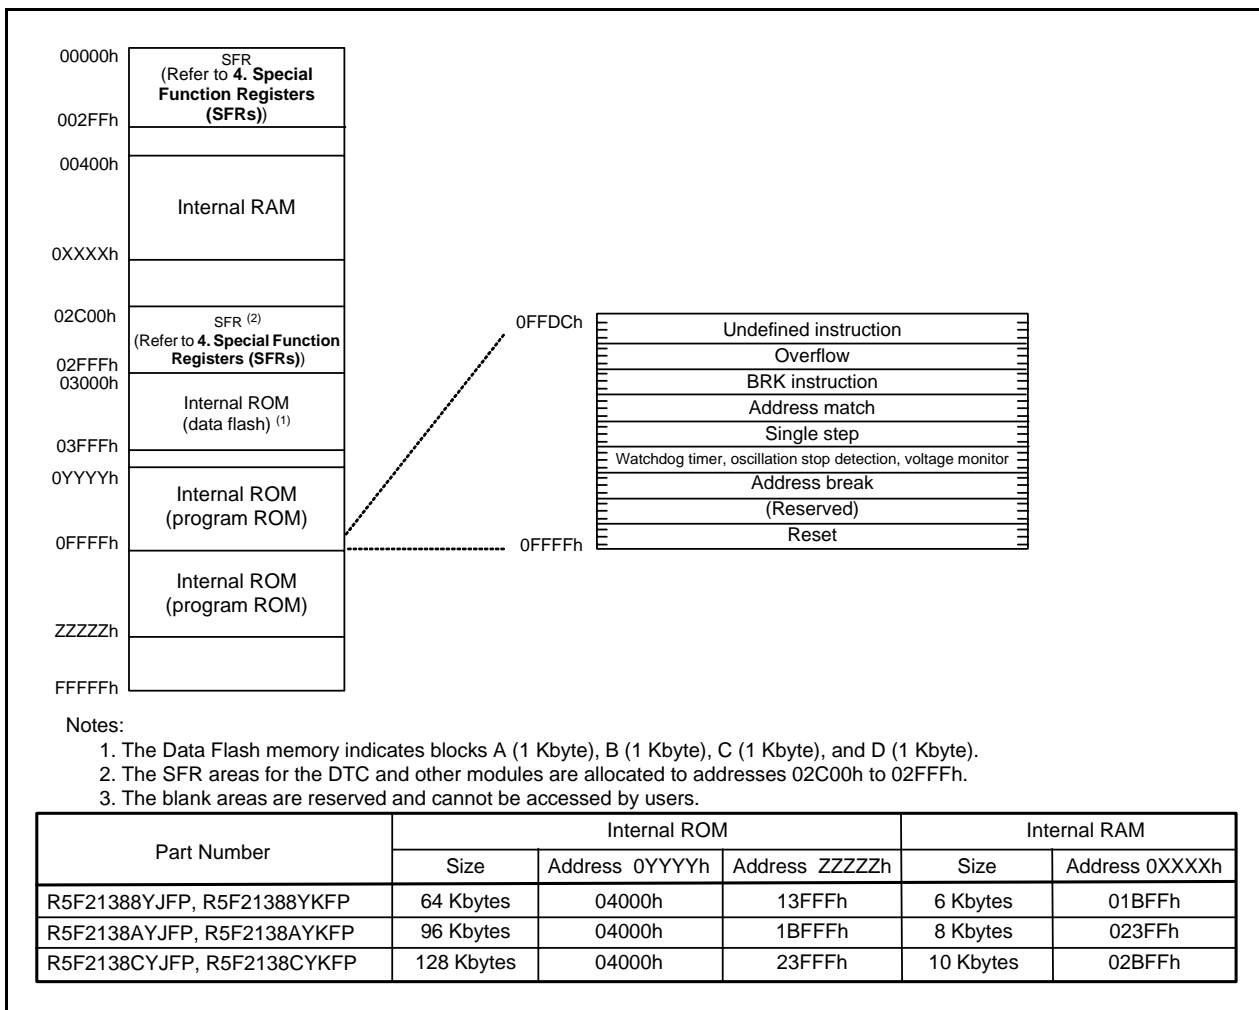 00000h
SFR
(Refer to 4. Special
Function Registers
(SFRs))
002FFh
00400h
Internal RAM
0XXXXh
02C00h
SFR (2)
(Refer to 4. Special Function
Registers (SFRs))
02FFFh
03000h
Internal ROM
(data flash) (1)
03FFFh
0YYYYh
Internal ROM
(program ROM)
0FFFFh
Internal ROM
(program ROM)
ZZZZZh
FFFFFh
0FFDCh
Undefined instruction
Overflow
BRK instruction
Address match
Single step
Watchdog timer, oscillation stop detection, voltage monitor
Address break
(Reserved)
0FFFFh
Reset
Notes:
1. The Data Flash memory indicates blocks A (1 Kbyte), B (1 Kbyte), C (1 Kbyte), and D (1 Kbyte).
2. The SFR areas for the DTC and other modules are allocated to addresses 02C00h to 02FFFh.
3. The blank areas are reserved and cannot be accessed by users.
Part Number Internal ROM Internal RAM
Size Address 0YYYYh Address ZZZZZh Size Address 0XXXXh
R5F21388YJFP, R5F21388YKFP 64 Kbytes 04000h 13FFFh 6 Kbytes 01BFFh
R5F2138AYJFP, R5F2138AYKFP 96 Kbytes 04000h 1BFFFh 8 Kbytes 023FFh
R5F2138CYJFP, R5F2138CYKFP 128 Kbytes 04000h 23FFFh 10 Kbytes 02BFFh